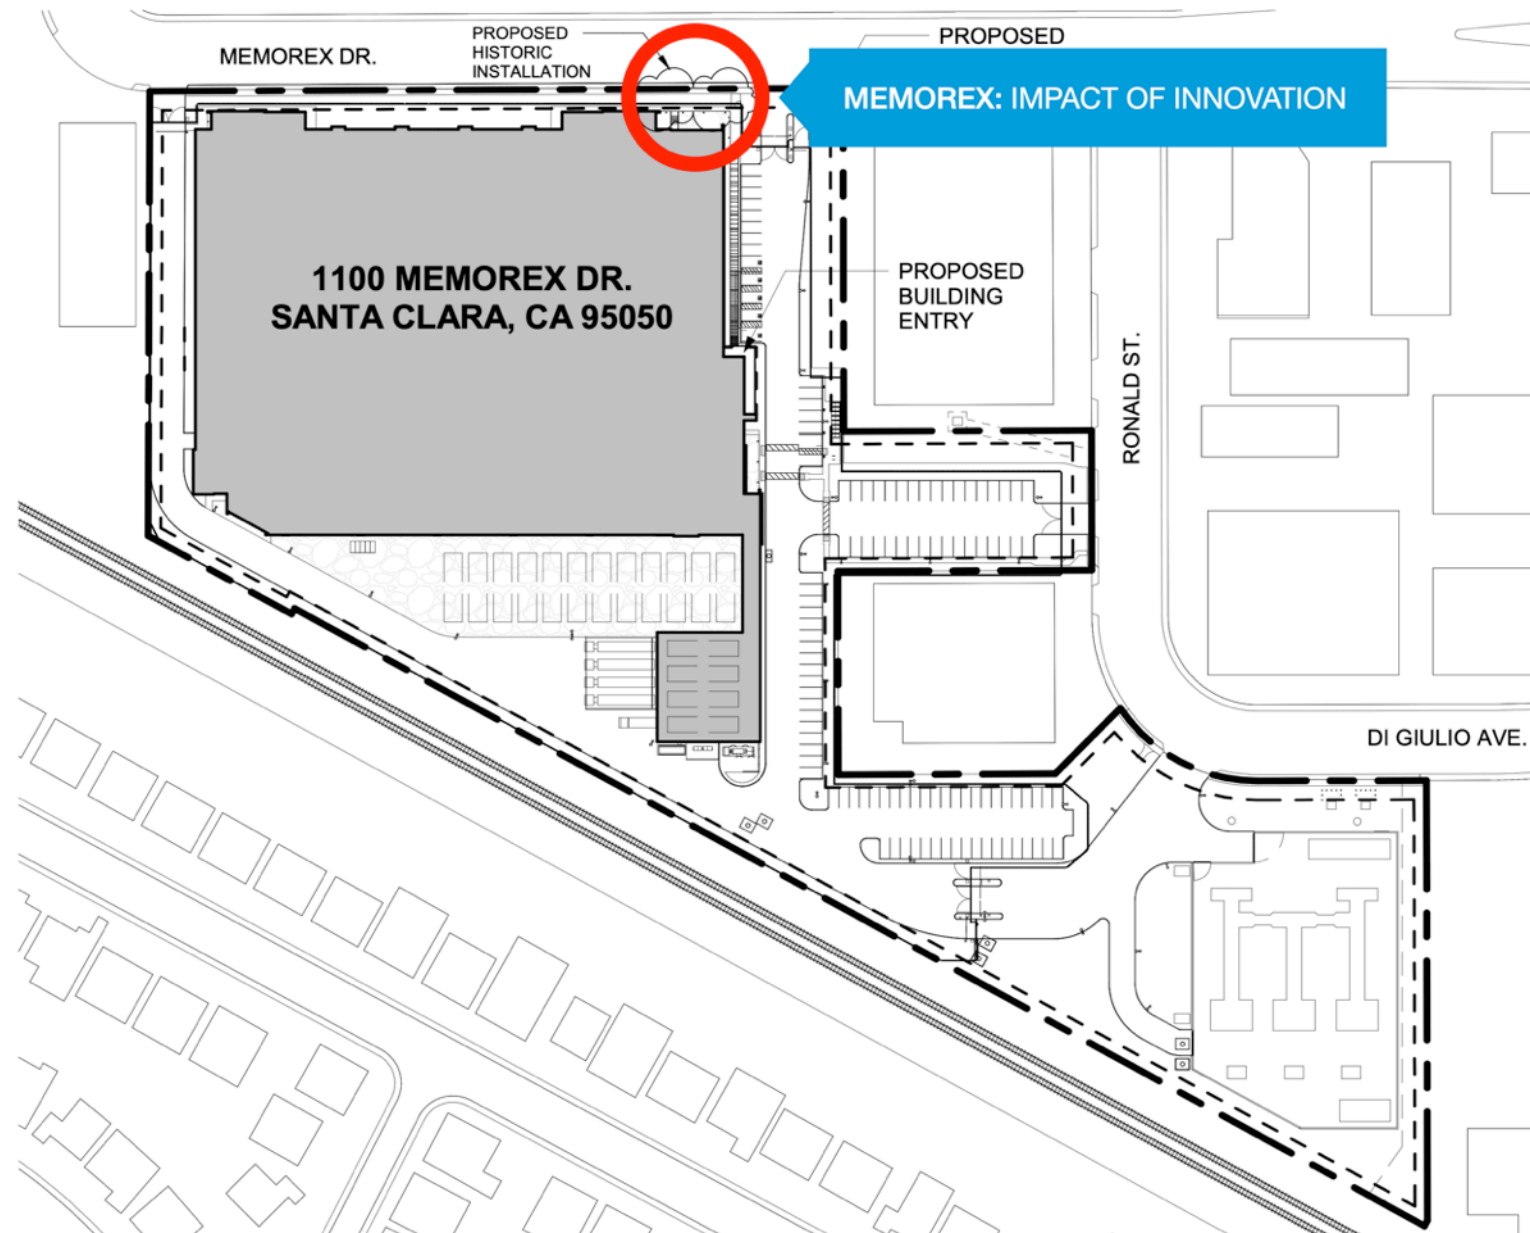 PROPOSED
HISTORIC
INSTALLATION
PROPOSED
MEMOREX DR.
MEMOREX: IMPACT OF INNOVATION
1100 MEMOREX DR.
SANTA CLARA, CA 95050
PROPOSED
BUILDING
ENTRY
RONALD ST.
DI GIULIO AVE.